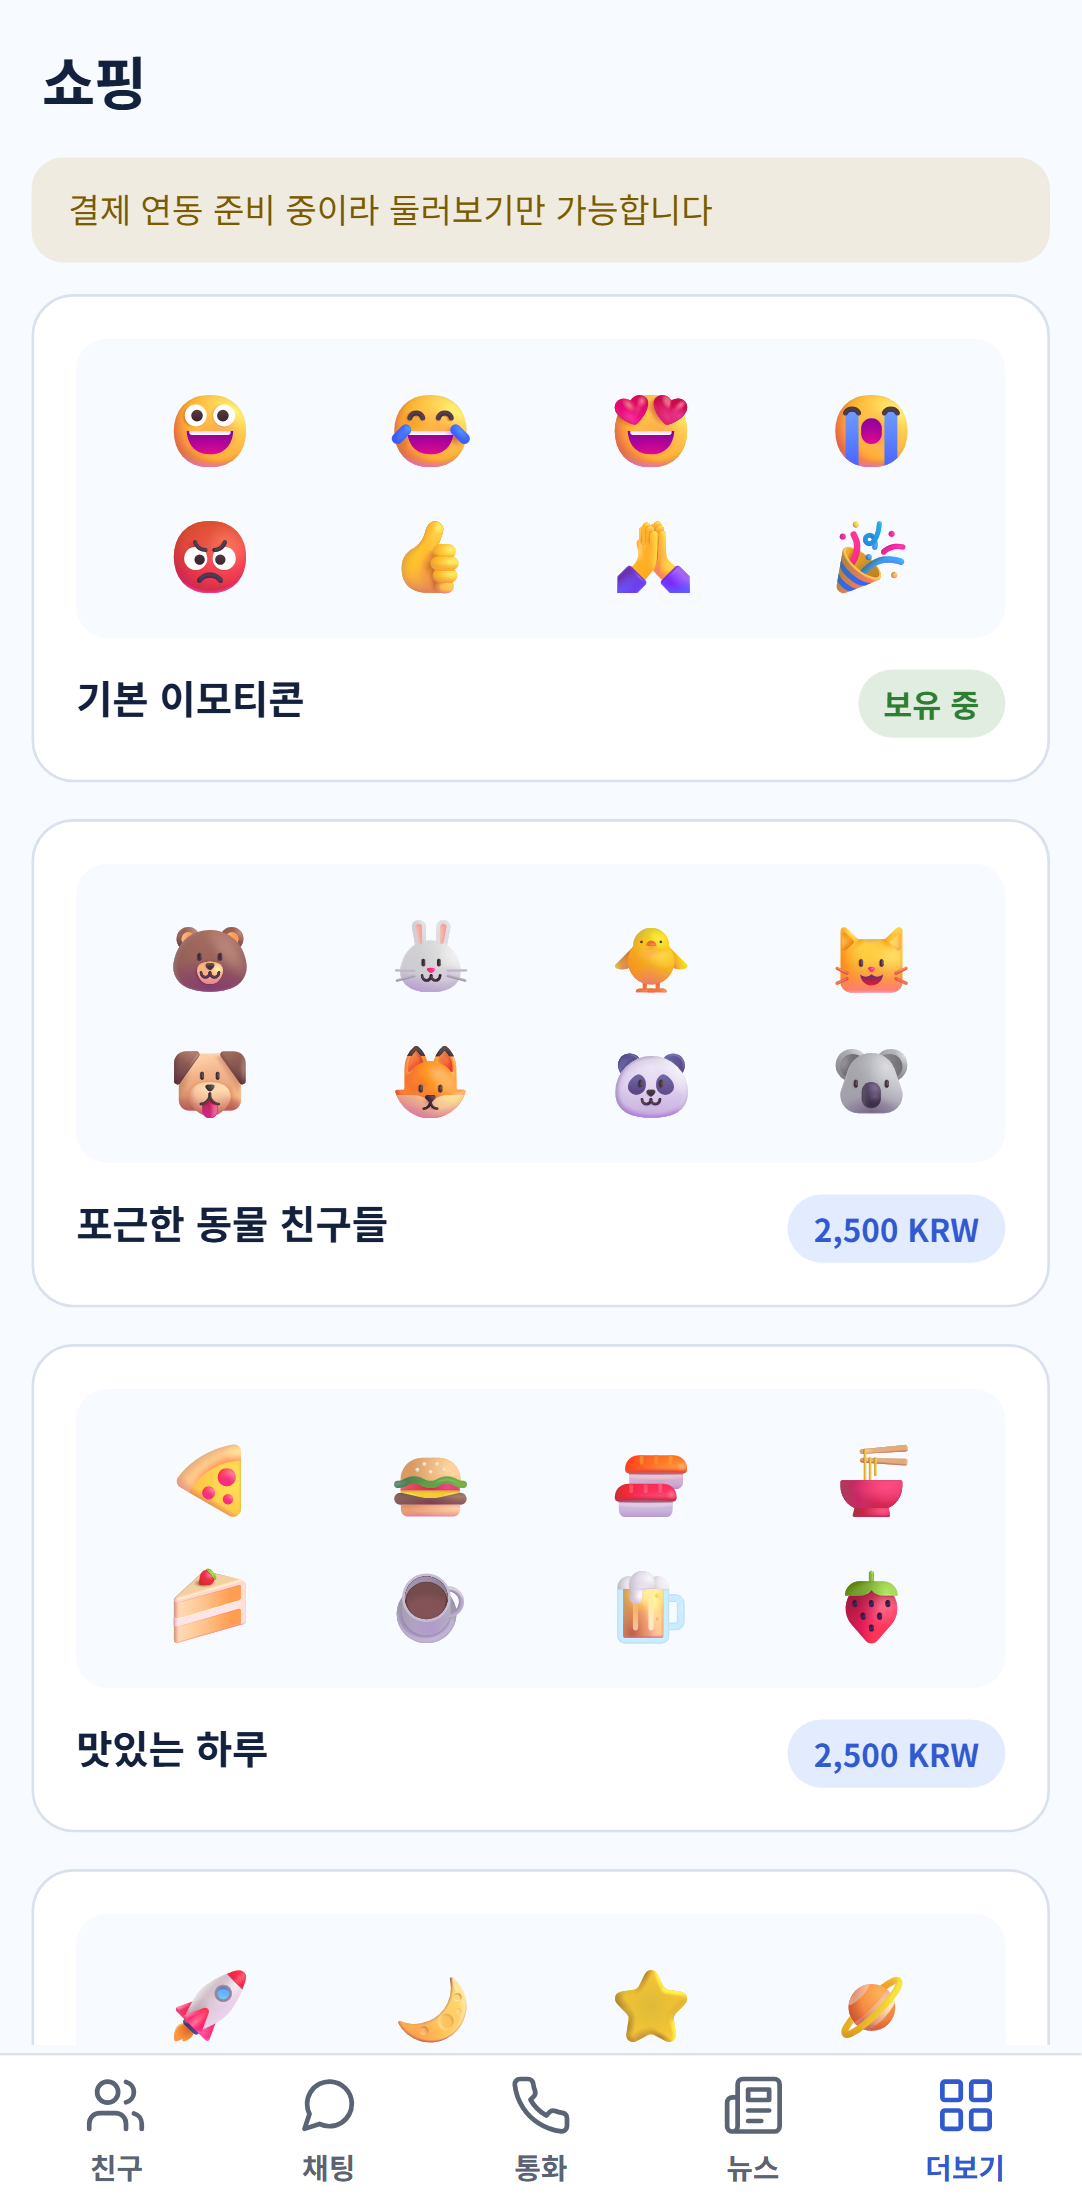 쇼핑
결제 연동 준비 중이라 둘러보기만 가능합니다
기본 이모티콘
보유 중
포근한 동물 친구들
2,500 KRW
맛있는 하루
2,500 KRW
친구
채팅
통화
뉴스
더보기